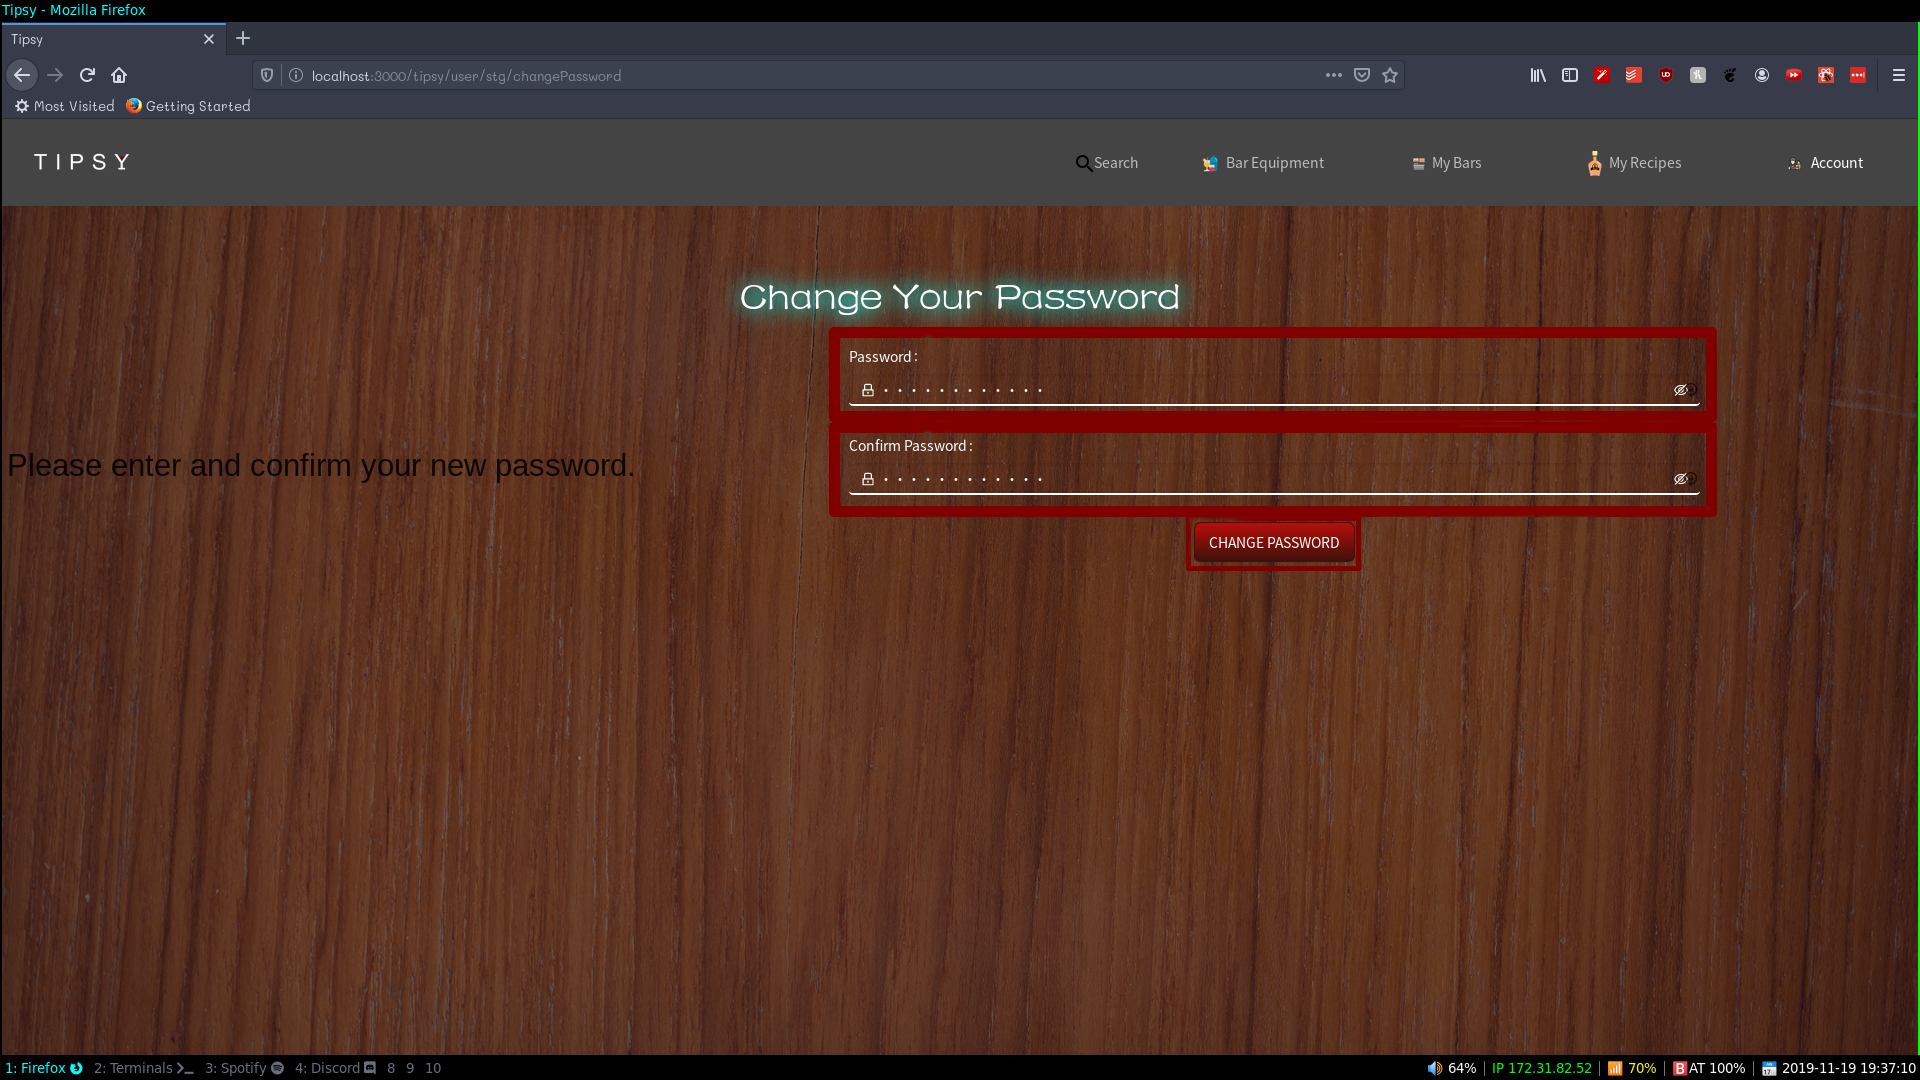 Tipsy - Mozilla Firefox
Tipsy
localhost:3000/tipsy/user/stg/changePassword
Most Visited Getting Started
TIPSY Search Bar Equipment My Bars My Recipes Account
Change Your Password
Password :
Please enter and confirm your new password.
Confirm Password :
CHANGE PASSWORD
1: Firefox 2: Terminals 3: Spotify 4: Discord 8 9 10 64% IP 172.31.82.52 70% BAT 100% 2019-11-19 19:37:10